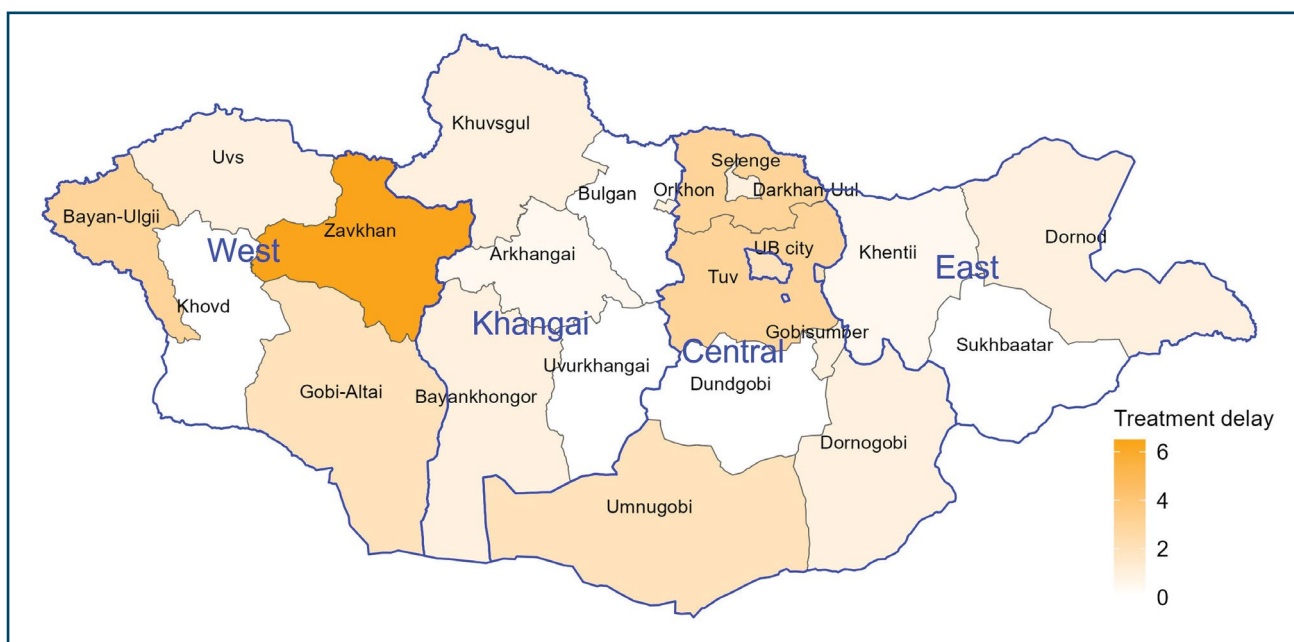 Khuvsgul
Uvs
Selenge
Bulgan
Orkhon
Darkhan-Uul
Bayan-Ulgii
Zavkhan
Dornod
West
Arkhangai
UB city
Khentii
East
Tuv
Khovd
Khangai
Gobisumber
Sukhbaatar
Central
Uvurkhangai
Dundgobi
Gobi-Altai
Bayankhongor
Treatment delay
Dornogobi
6
4
Umnugobi
2
0